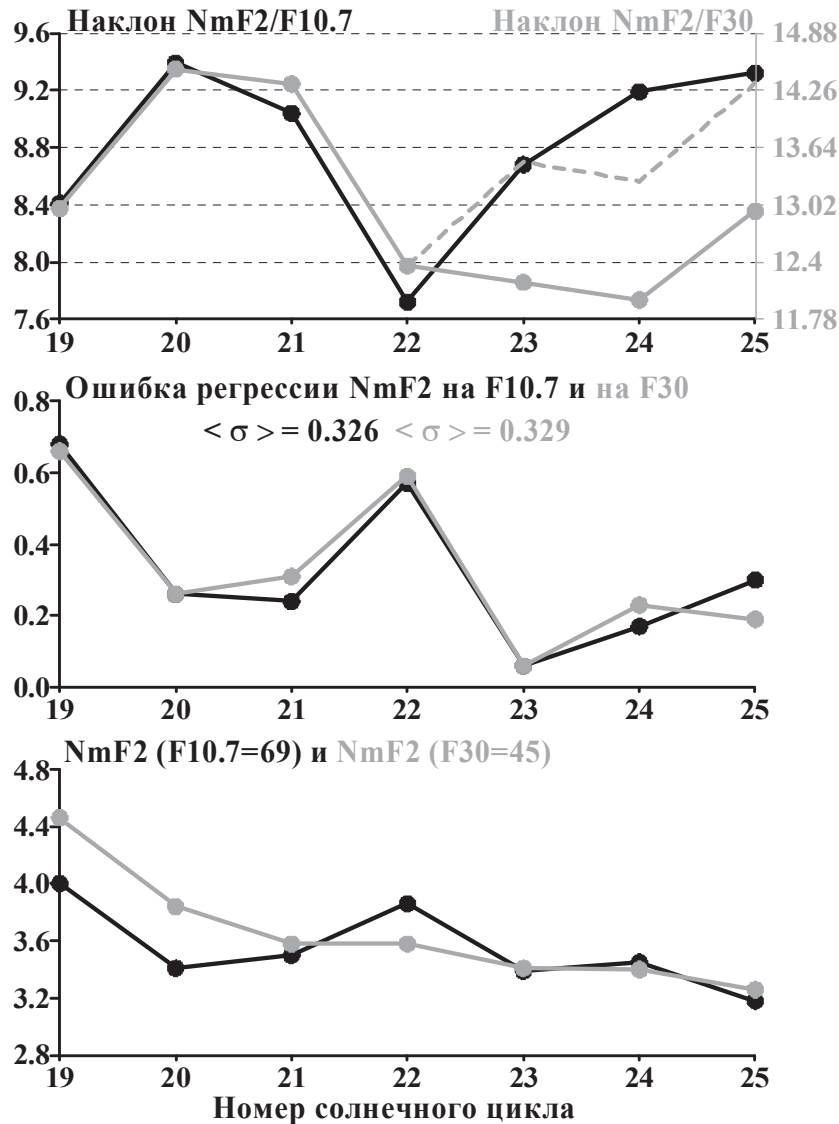 Наклон NmF2/F10.7 Наклон NmF2/F30
9.6 14.88
9.2 14.26
8.8 13.64
8.4 13.02
8.0 12.4
7.6 11.78
19 20 21 22 23 24 25
Ошибка регрессии NmF2 на F10.7 и на F30
0.8
< σ > = 0.326 < σ > = 0.329
0.6
0.4
0.2
0.0
19 20 21 22 23 24 25
NmF2 (F10.7=69) и NmF2 (F30=45)
4.8
4.4
4.0
3.6
3.2
2.8
19 20 21 22 23 24 25
Номер солнечного цикла